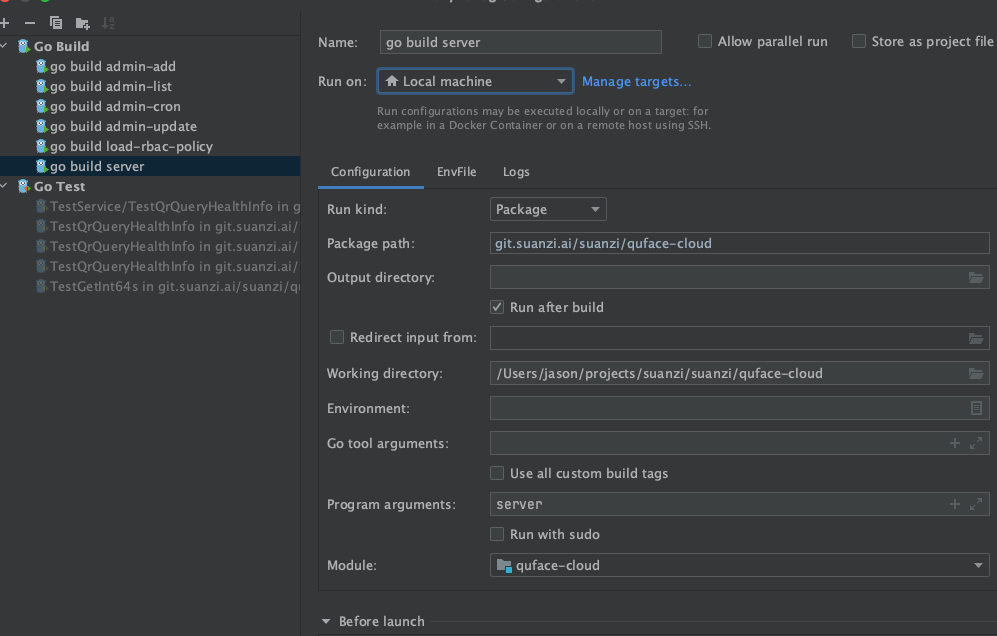 Go Build
go build admin-add
go build admin-list
go build admin-cron
go build admin-update
go build load-rbac-policy
go build server
Go Test
TestService/TestQrQueryHealthInfo in g
TestQrQueryHealthInfo in git.suanzi.ai/
TestQrQueryHealthInfo in git.suanzi.ai/
TestQrQueryHealthInfo in git.suanzi.ai/
TestGetInt64s in git.suanzi.ai/suanzi/qu
Name: go build server
Allow parallel run
Store as project file
Run on: Local machine
Manage targets...
Run configurations may be executed locally or on a target: for
example in a Docker Container or on a remote host using SSH.
Configuration
EnvFile
Logs
Run kind: Package
Package path: git.suanzi.ai/suanzi/quface-cloud
Output directory:
Run after build
Redirect input from:
Working directory: /Users/jason/projects/suanzi/suanzi/quface-cloud
Environment:
Go tool arguments:
Use all custom build tags
Program arguments: server
Run with sudo
Module: quface-cloud
Before launch